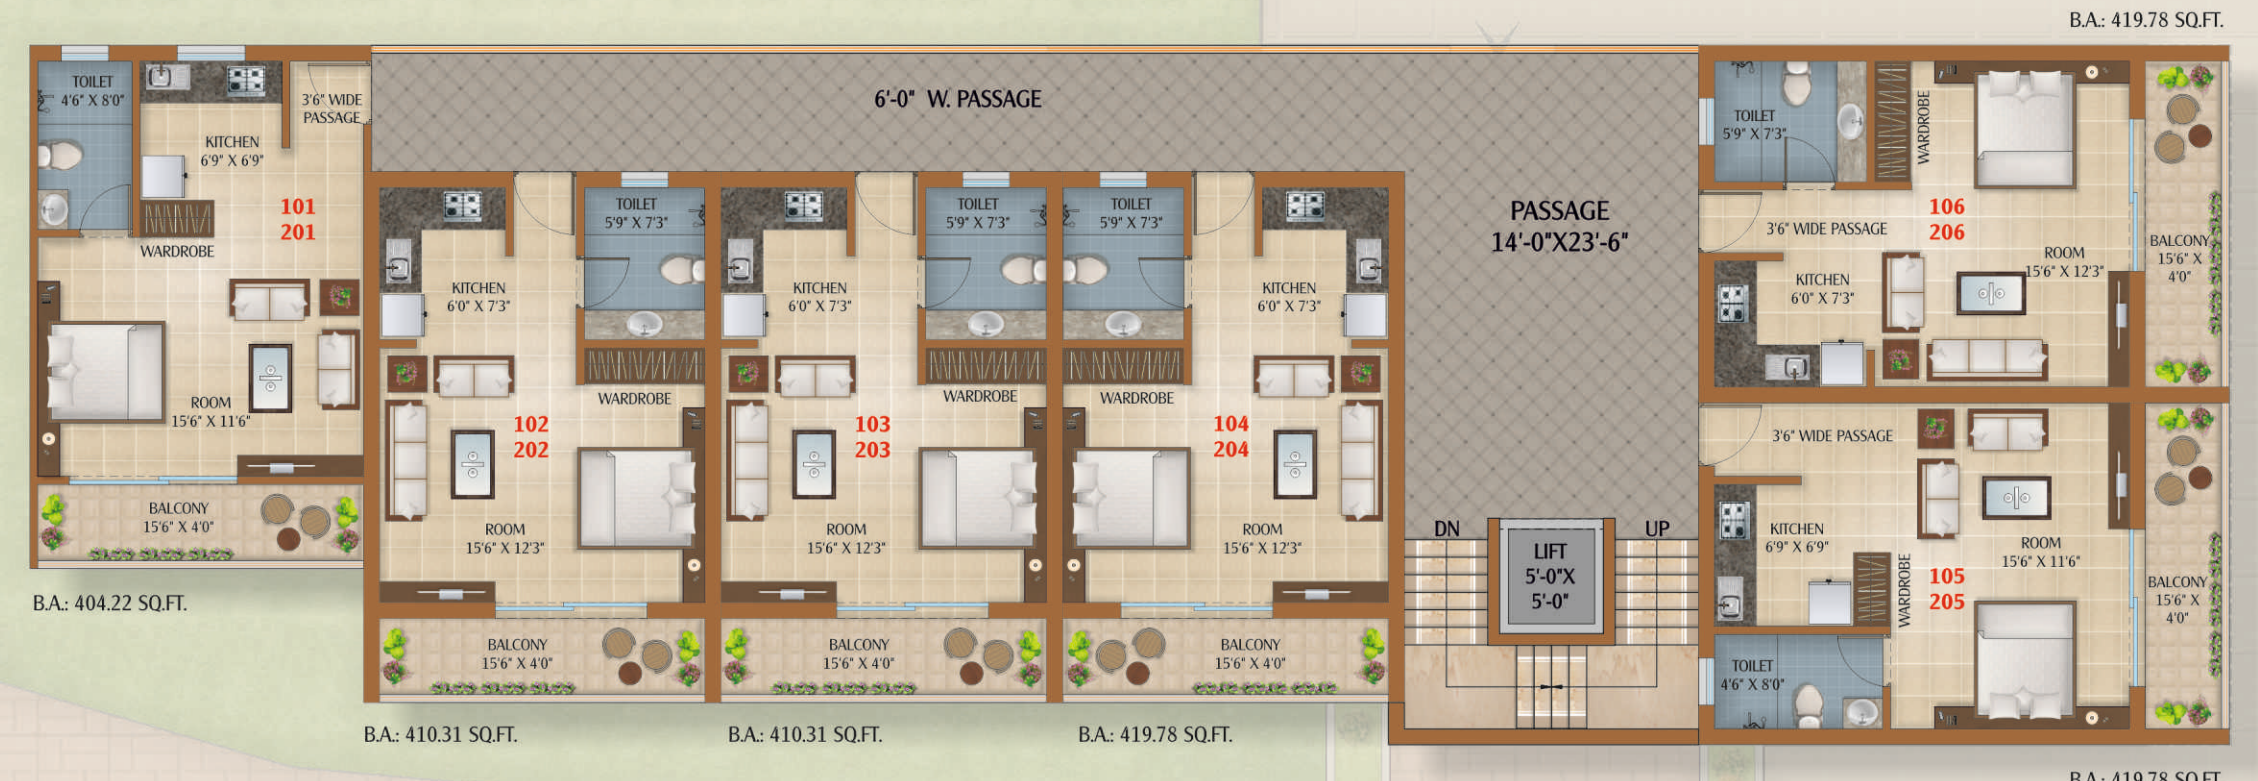 B.A.: 419.78 SQ.FT.
TOILET
4'6" X 8'0"
KITCHEN
6'9" X 6'9"
3'6" WIDE
PASSAGE
101
201
WARDROBE
ROOM
15'6" X 11'6"
BALCONY
15'6" X 4'0"
B.A.: 404.22 SQ.FT.
6'-0" W. PASSAGE
TOILET
5'9" X 7'3"
KITCHEN
6'0" X 7'3"
WARDROBE
102
202
ROOM
15'6" X 12'3"
BALCONY
15'6" X 4'0"
B.A.: 410.31 SQ.FT.
TOILET
5'9" X 7'3"
KITCHEN
6'0" X 7'3"
WARDROBE
103
203
ROOM
15'6" X 12'3"
BALCONY
15'6" X 4'0"
B.A.: 410.31 SQ.FT.
TOILET
5'9" X 7'3"
KITCHEN
6'0" X 7'3"
WARDROBE
104
204
ROOM
15'6" X 12'3"
BALCONY
15'6" X 4'0"
B.A.: 419.78 SQ.FT.
PASSAGE
14'-0"X23'-6"
DN
UP
LIFT
5'-0"X
5'-0"
TOILET
5'9" X 7'3"
WARDROBE
106
206
3'6" WIDE PASSAGE
KITCHEN
6'0" X 7'3"
ROOM
15'6" X 12'3"
BALCONY
15'6" X
4'0"
3'6" WIDE PASSAGE
KITCHEN
6'9" X 6'9"
WARDROBE
105
205
ROOM
15'6" X 11'6"
BALCONY
15'6" X
4'0"
TOILET
4'6" X 8'0"
B.A.: 419.78 SQ.FT.